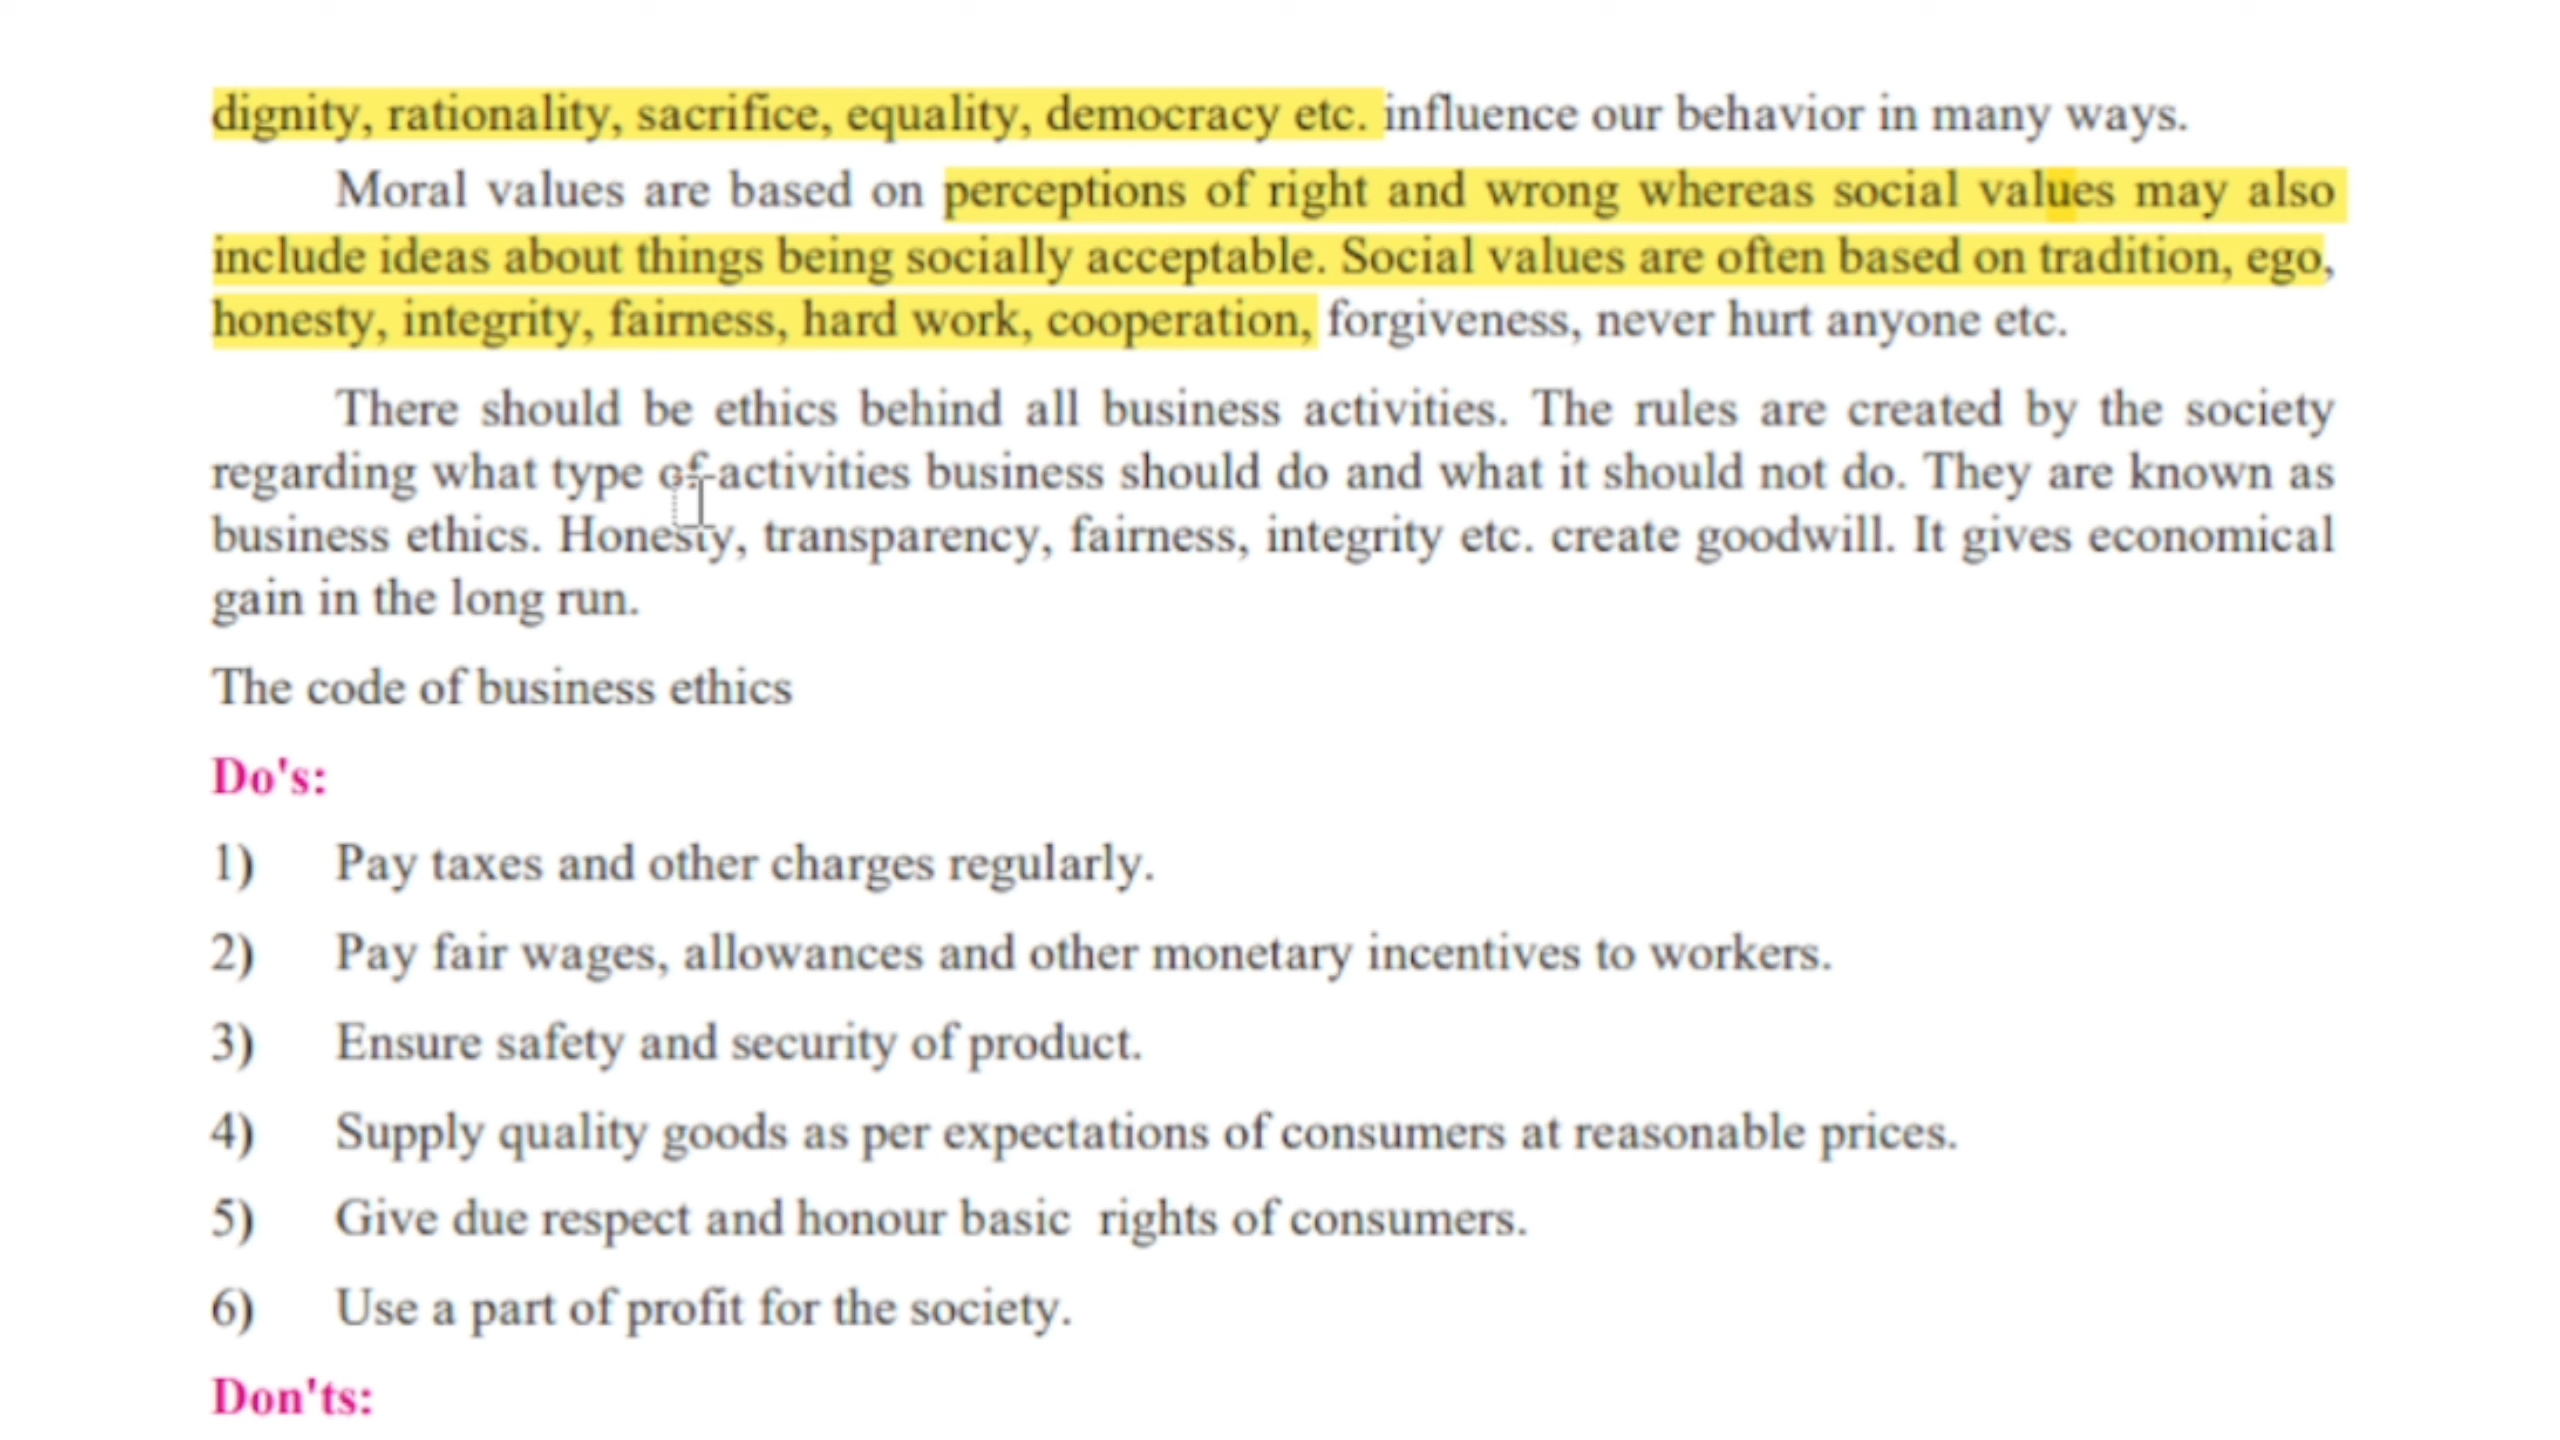 dignity, rationality, sacrifice, equality, democracy etc. influence our behavior in many ways.
Moral values are based on perceptions of right and wrong whereas social values may also
include ideas about things being socially acceptable. Social values are often based on tradition, ego,
honesty, integrity, fairness, hard work, cooperation, forgiveness, never hurt anyone etc.
There should be ethics behind all business activities. The rules are created by the society
regarding what type of activities business should do and what it should not do. They are known as
business ethics. Honesty, transparency, fairness, integrity etc. create goodwill. It gives economical
gain in the long run.
The code of business ethics
Do's:
1) Pay taxes and other charges regularly.
2) Pay fair wages, allowances and other monetary incentives to workers.
3) Ensure safety and security of product.
4) Supply quality goods as per expectations of consumers at reasonable prices.
5) Give due respect and honour basic rights of consumers.
6) Use a part of profit for the society.
Don'ts: